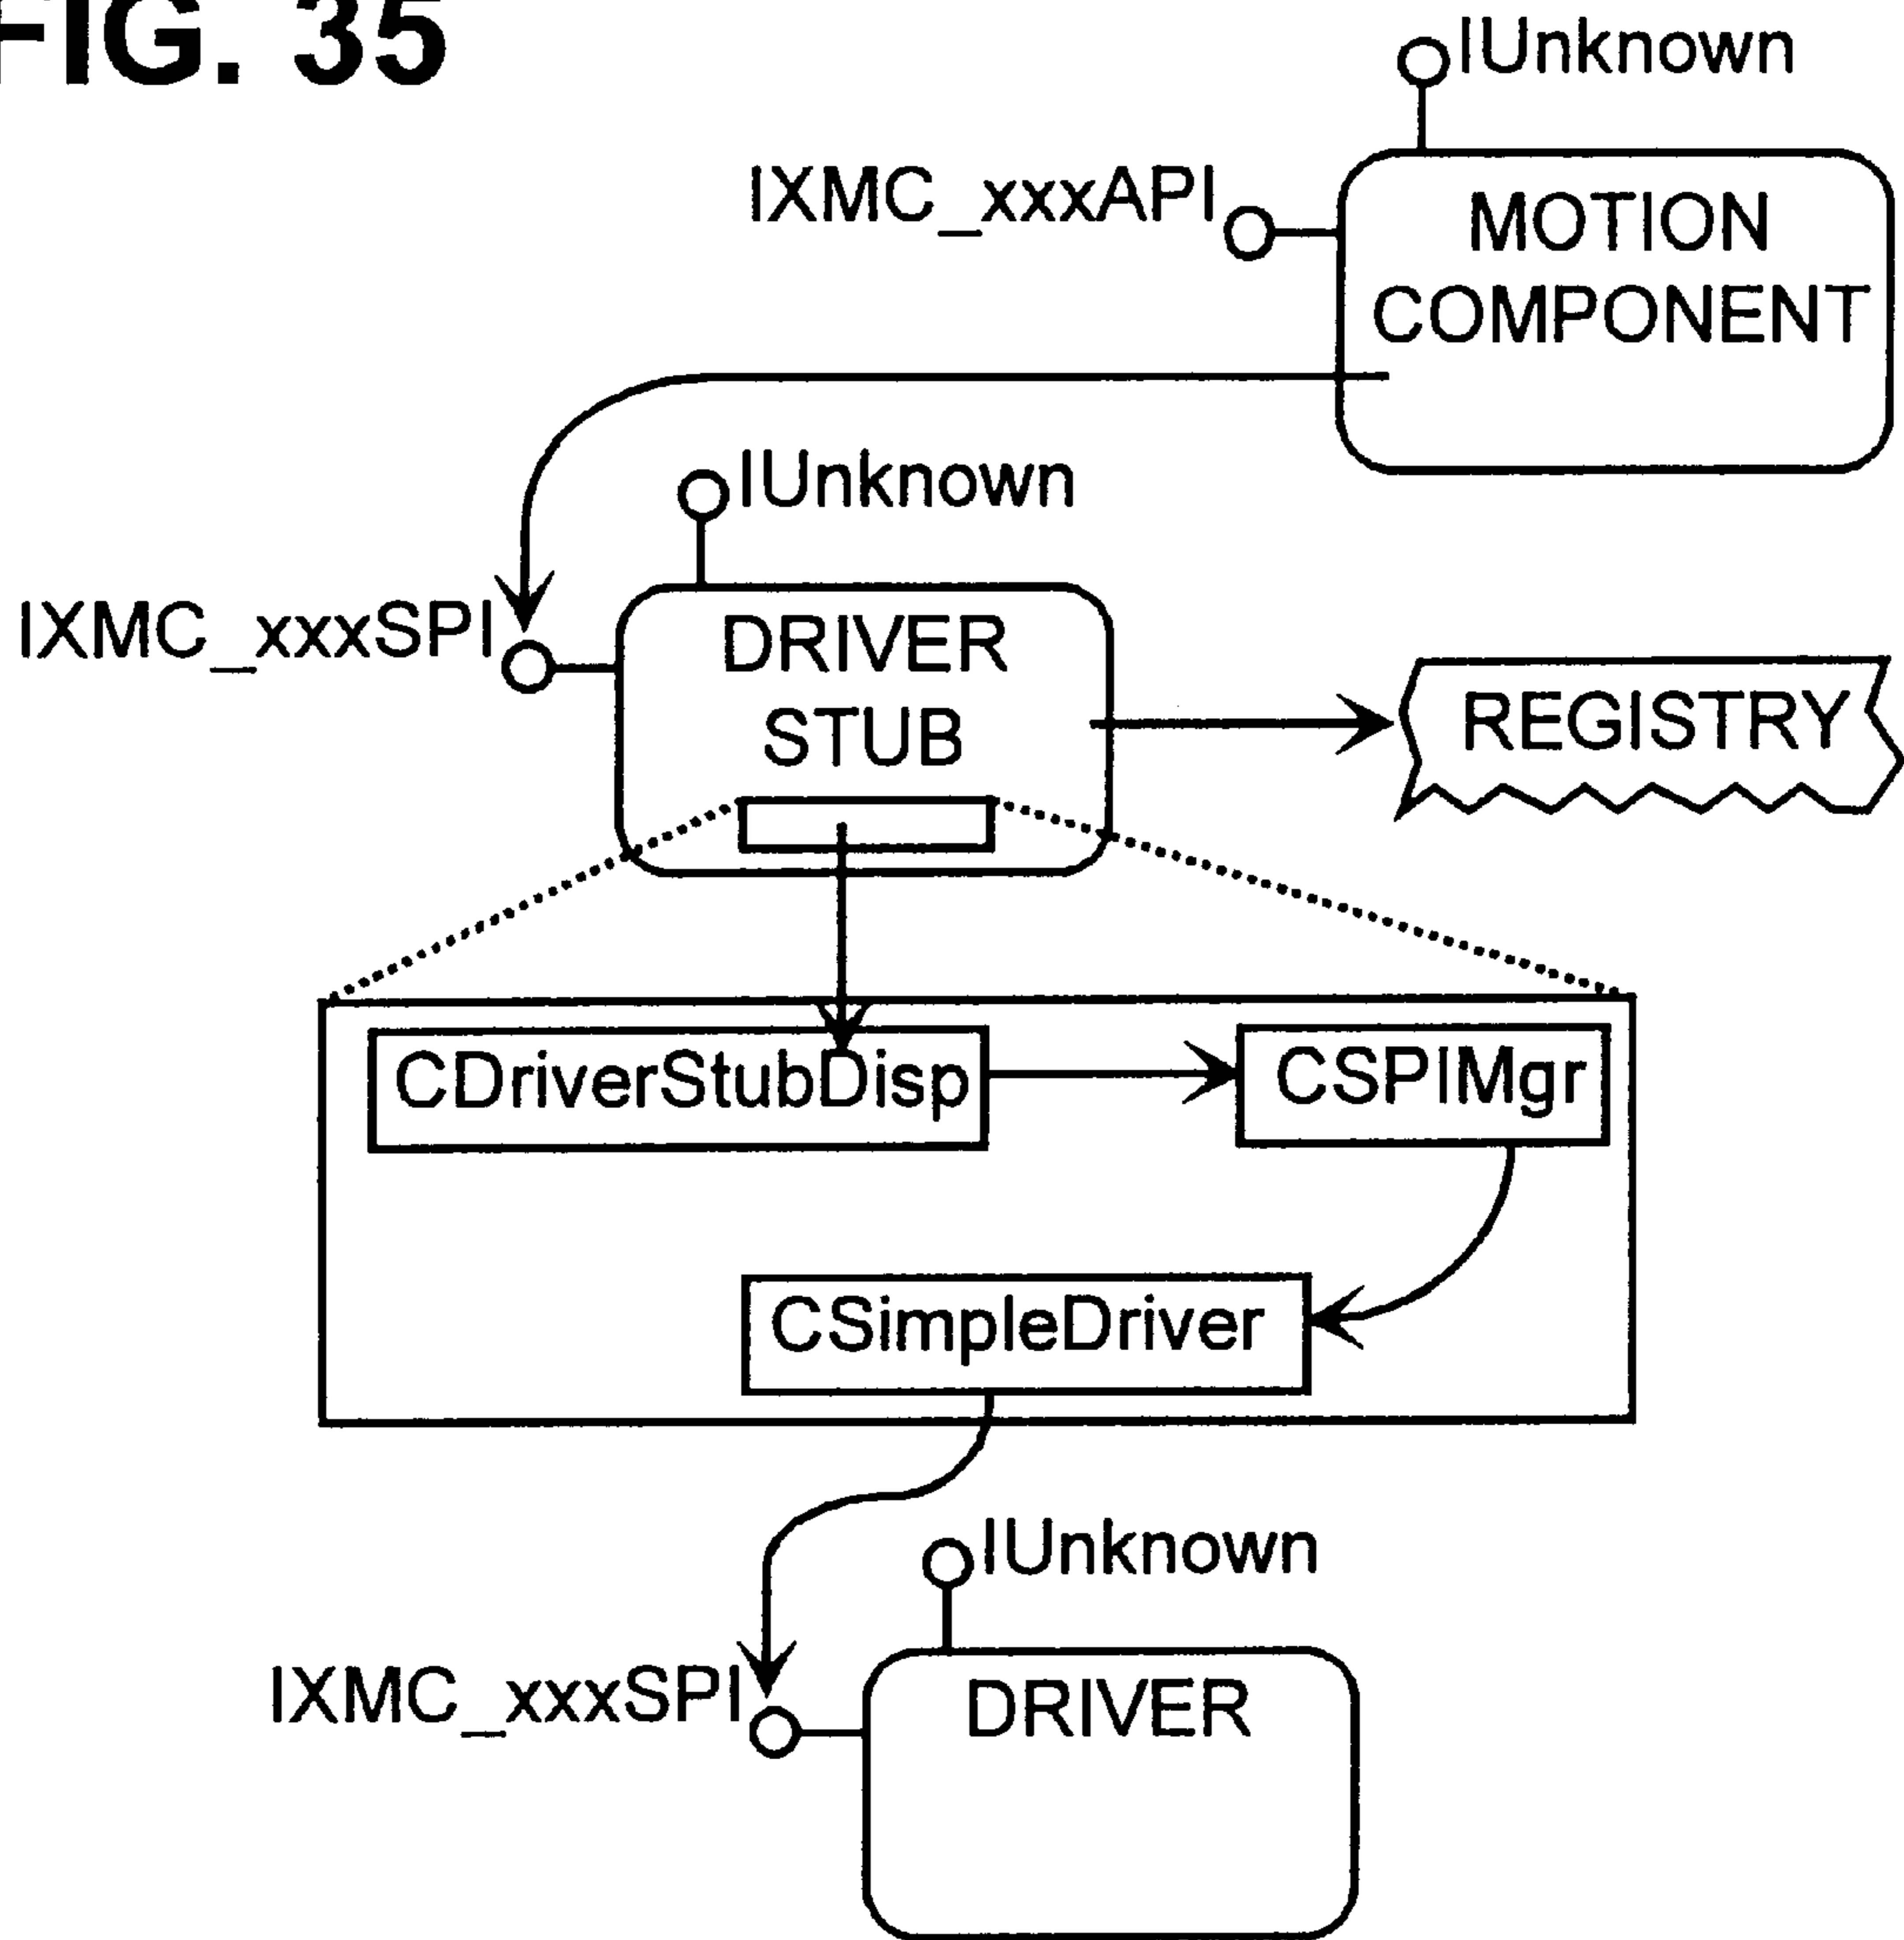 FIG. 35
IUnknown
IXMC_xxxAPI
MOTION
COMPONENT
IUnknown
IXMC_xxxSPI
DRIVER
STUB
REGISTRY
CDriverStubDisp
CSPIMgr
CSimpleDriver
IUnknown
IXMC_xxxSPI
DRIVER